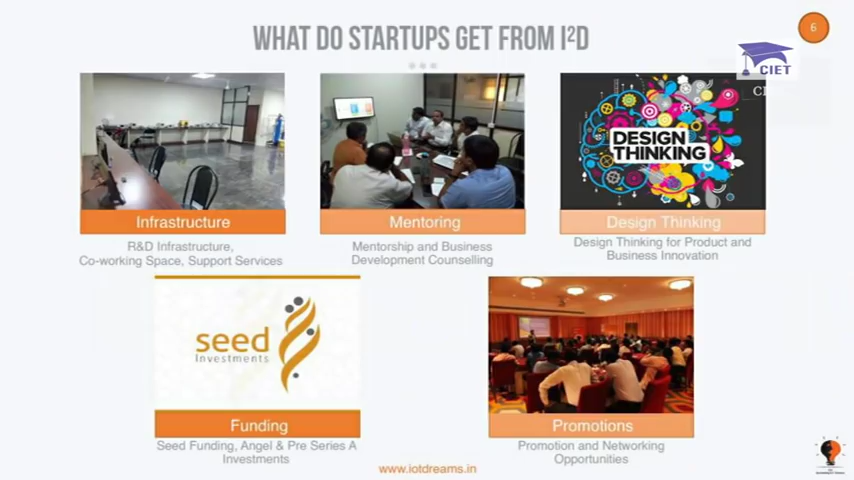 WHAT DO STARTUPS GET FROM I²D
6
CIET
Infrastructure
R&D Infrastructure,
Co-working Space, Support Services
Mentoring
Mentorship and Business
Development Counselling
DESIGN
THINKING
Design Thinking
Design Thinking for Product and
Business Innovation
seed
Investments
Funding
Seed Funding, Angel & Pre Series A
Investments
Promotions
Promotion and Networking
Opportunities
www.iotdreams.in